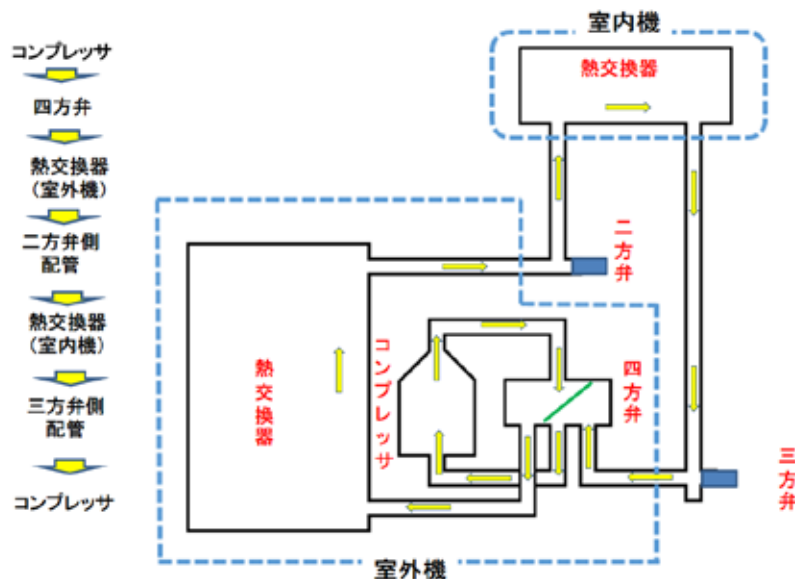 コンプレッサ
四方弁
熱交換器
(室外機)
二方弁側
配管
熱交換器
(室内機)
三方弁側
配管
コンプレッサ
室内機
熱交換器
二方弁
熱交換器
コンプレッサ
四方弁
三方弁
室外機